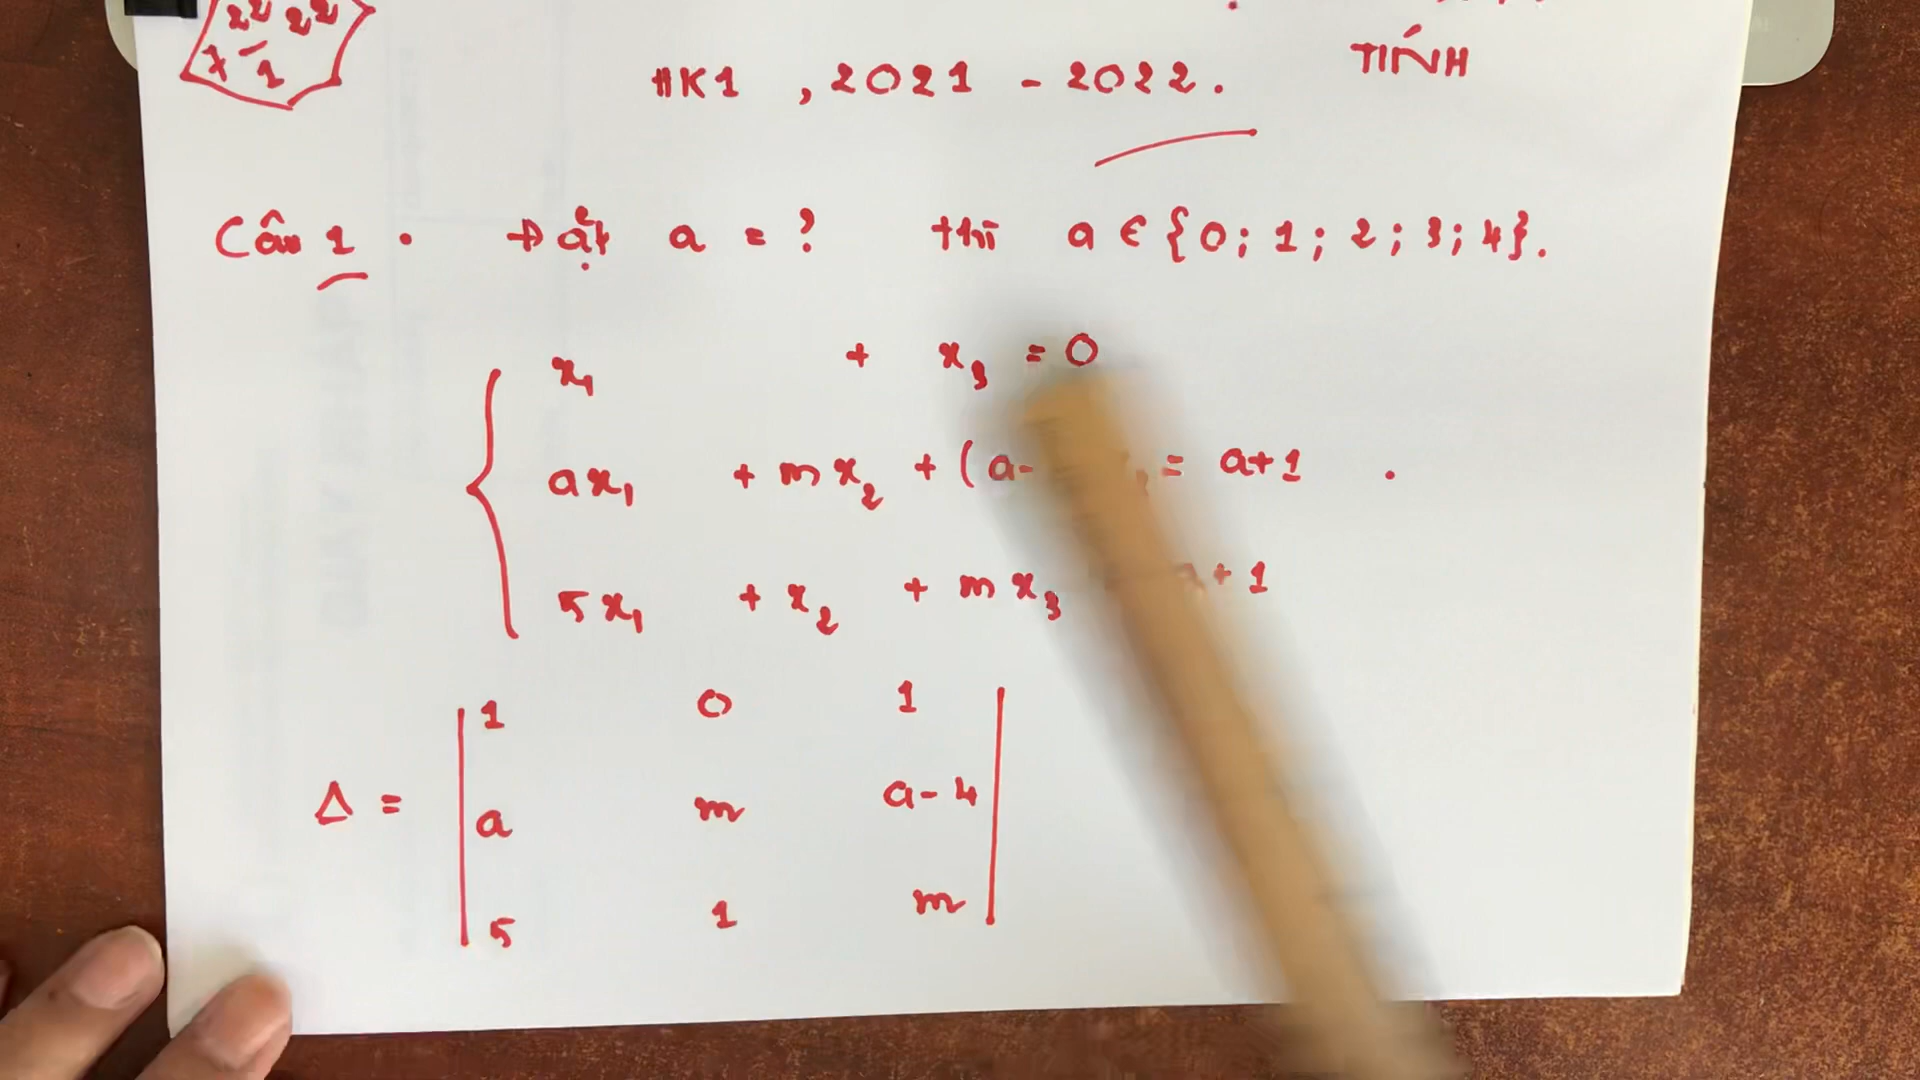 TÍNH
HK1 , 2021 - 2022 .
Câu 1 . Đặt a = ? thì a ∈ {0; 1; 2; 3; 4}.
x₁ + x₃ = 0
ax₁ + mx₂ + (a- = a+1 .
5x₁ + x₂ + mx₃ + 1
1 0 1
Δ = a m a-4
5 1 m